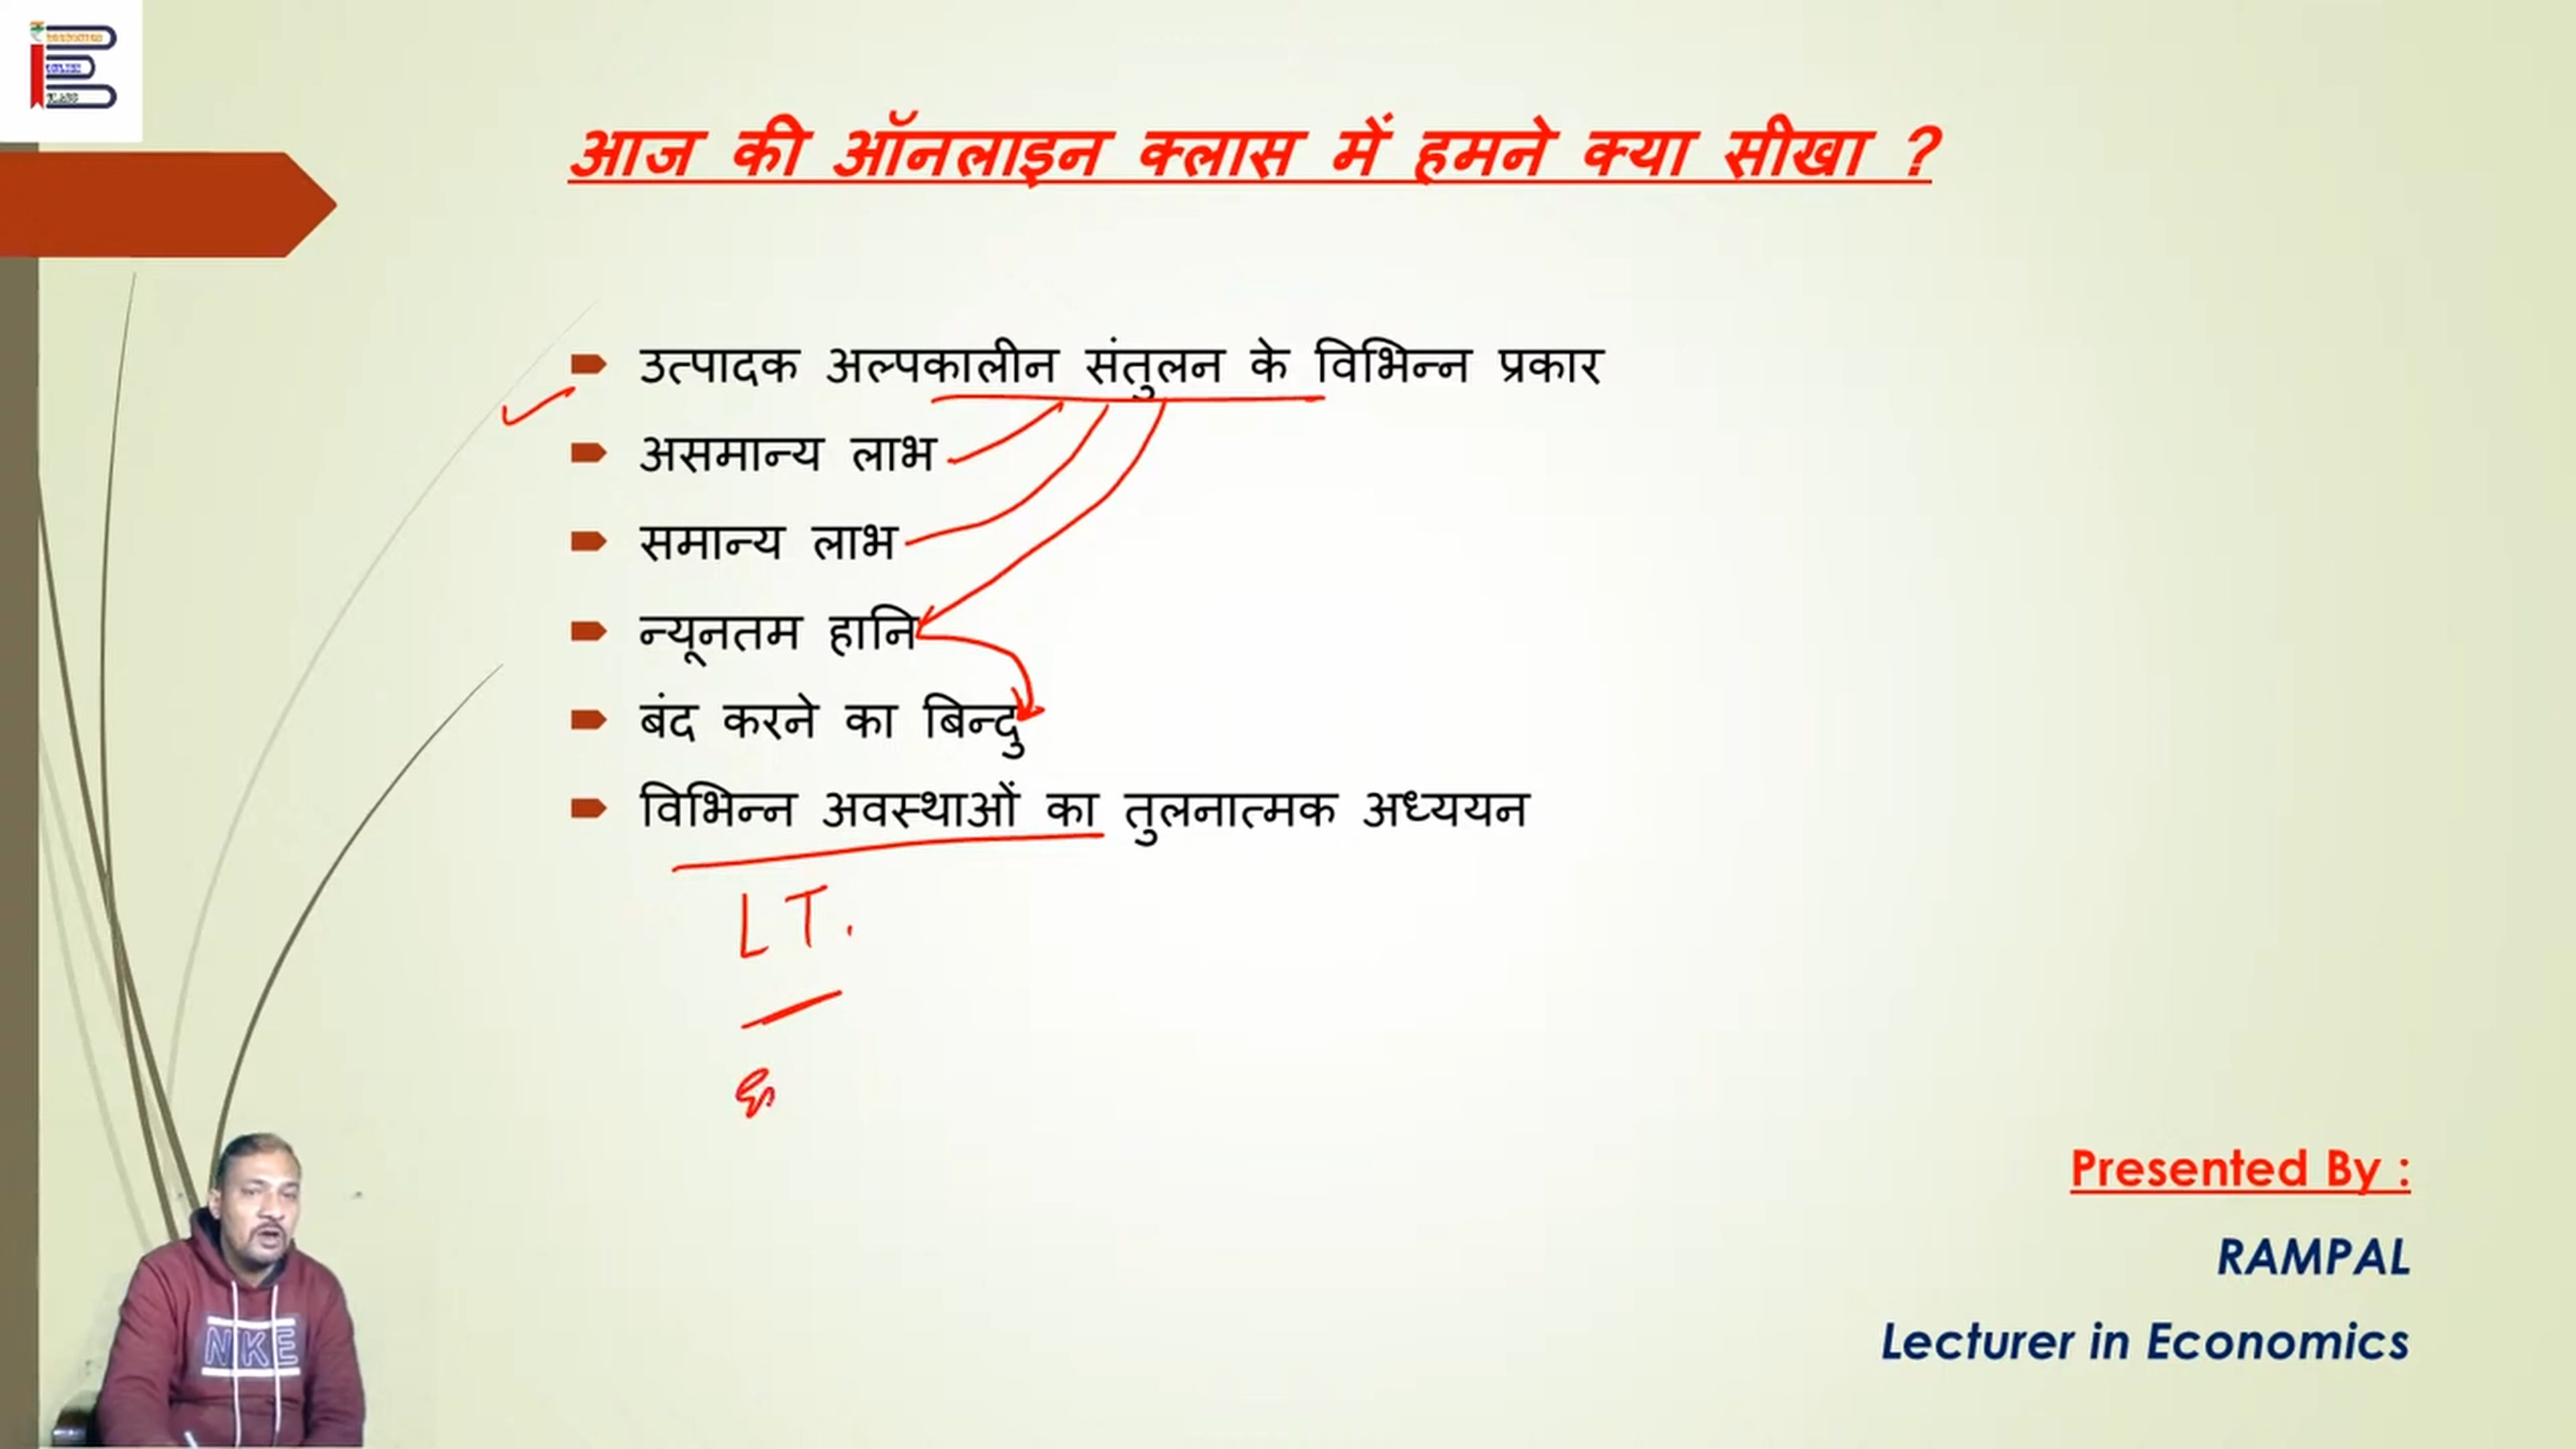 आज की ऑनलाइन क्लास में हमने क्या सीखा ?
उत्पादक अल्पकालीन संतुलन के विभिन्न प्रकार
असमान्य लाभ
समान्य लाभ
न्यूनतम हानि
बंद करने का बिन्दु
विभिन्न अवस्थाओं का तुलनात्मक अध्ययन
LT.
Presented By :
RAMPAL
Lecturer in Economics
NIKE